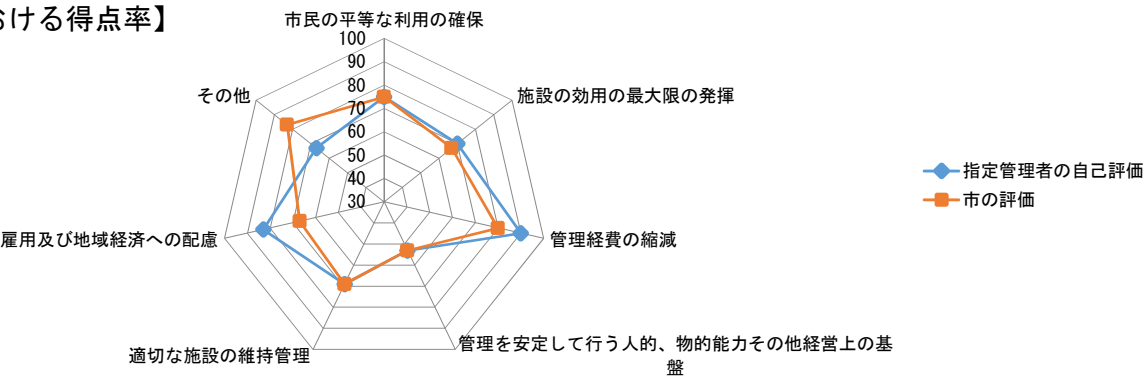 おける得点率】
市民の平等な利用の確保
100
90
80
70
60
50
40
30
施設の効用の最大限の発揮
管理経費の縮減
管理を安定して行う人的、物的能力その他経営上の基
盤
適切な施設の維持管理
雇用及び地域経済への配慮
その他
指定管理者の自己評価
市の評価